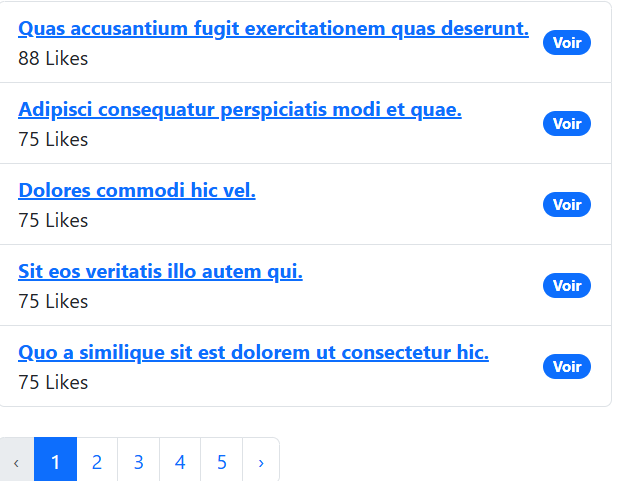 Quas accusantium fugit exercitationem quas deserunt.
88 Likes
Voir
Adipisci consequatur perspiciatis modi et quae.
75 Likes
Voir
Dolores commodi hic vel.
75 Likes
Voir
Sit eos veritatis illo autem qui.
75 Likes
Voir
Quo a similique sit est dolorem ut consectetur hic.
75 Likes
Voir
‹ 1 2 3 4 5 ›